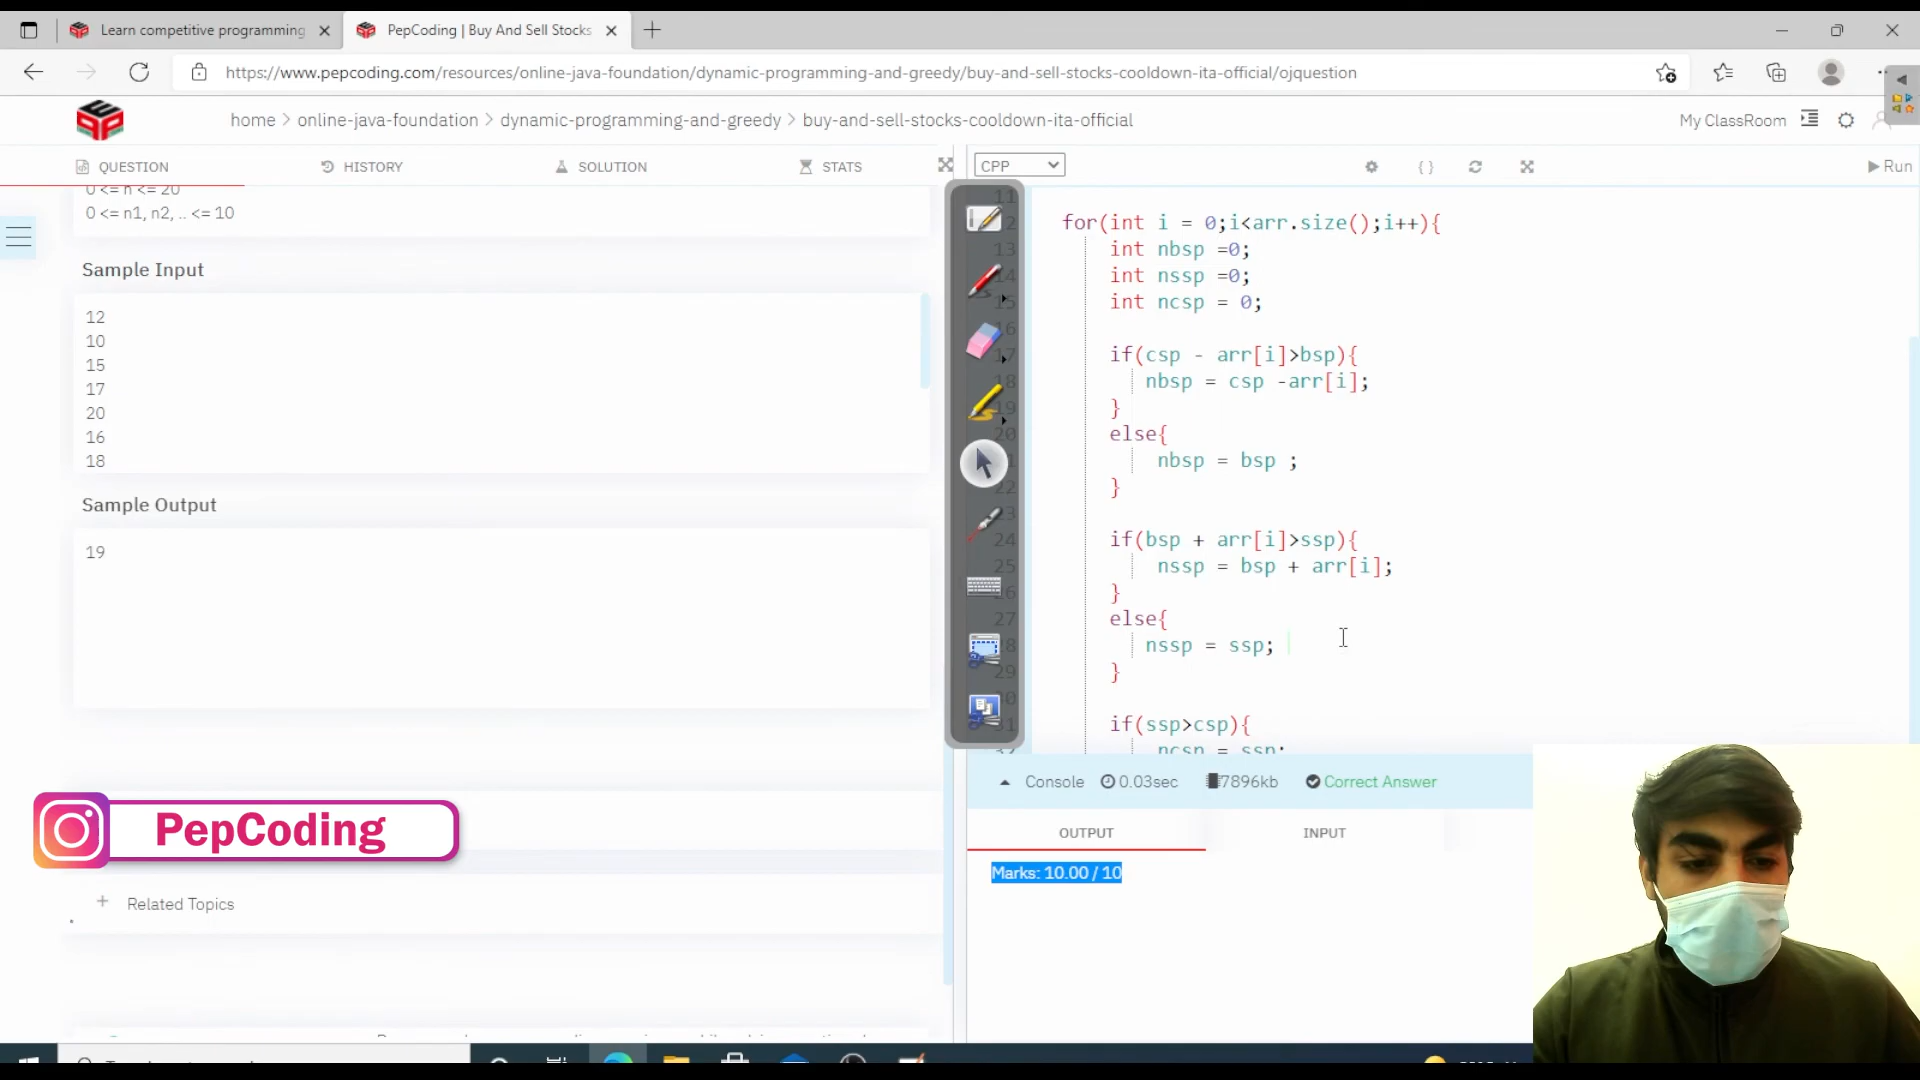 Learn competitive programming
PepCoding | Buy And Sell Stocks
https://www.pepcoding.com/resources/online-java-foundation/dynamic-programming-and-greedy/buy-and-sell-stocks-cooldown-ita-official/ojquestion
home > online-java-foundation > dynamic-programming-and-greedy > buy-and-sell-stocks-cooldown-ita-official
My ClassRoom
QUESTION
HISTORY
SOLUTION
STATS
CPP
Run
0 <= n <= 20
0 <= n1, n2, .. <= 10
Sample Input
12
10
15
17
20
16
18
Sample Output
19
PepCoding
+ Related Topics
for(int i = 0;i<arr.size();i++){
int nbsp =0;
int nssp =0;
int ncsp = 0;
if(csp - arr[i]>bsp){
nbsp = csp -arr[i];
}
else{
nbsp = bsp ;
}
if(bsp + arr[i]>ssp){
nssp = bsp + arr[i];
}
else{
nssp = ssp;
}
if(ssp>csp){
ncsp = ssp;
Console 0.03sec 7896kb Correct Answer
OUTPUT
INPUT
Marks: 10.00 / 10